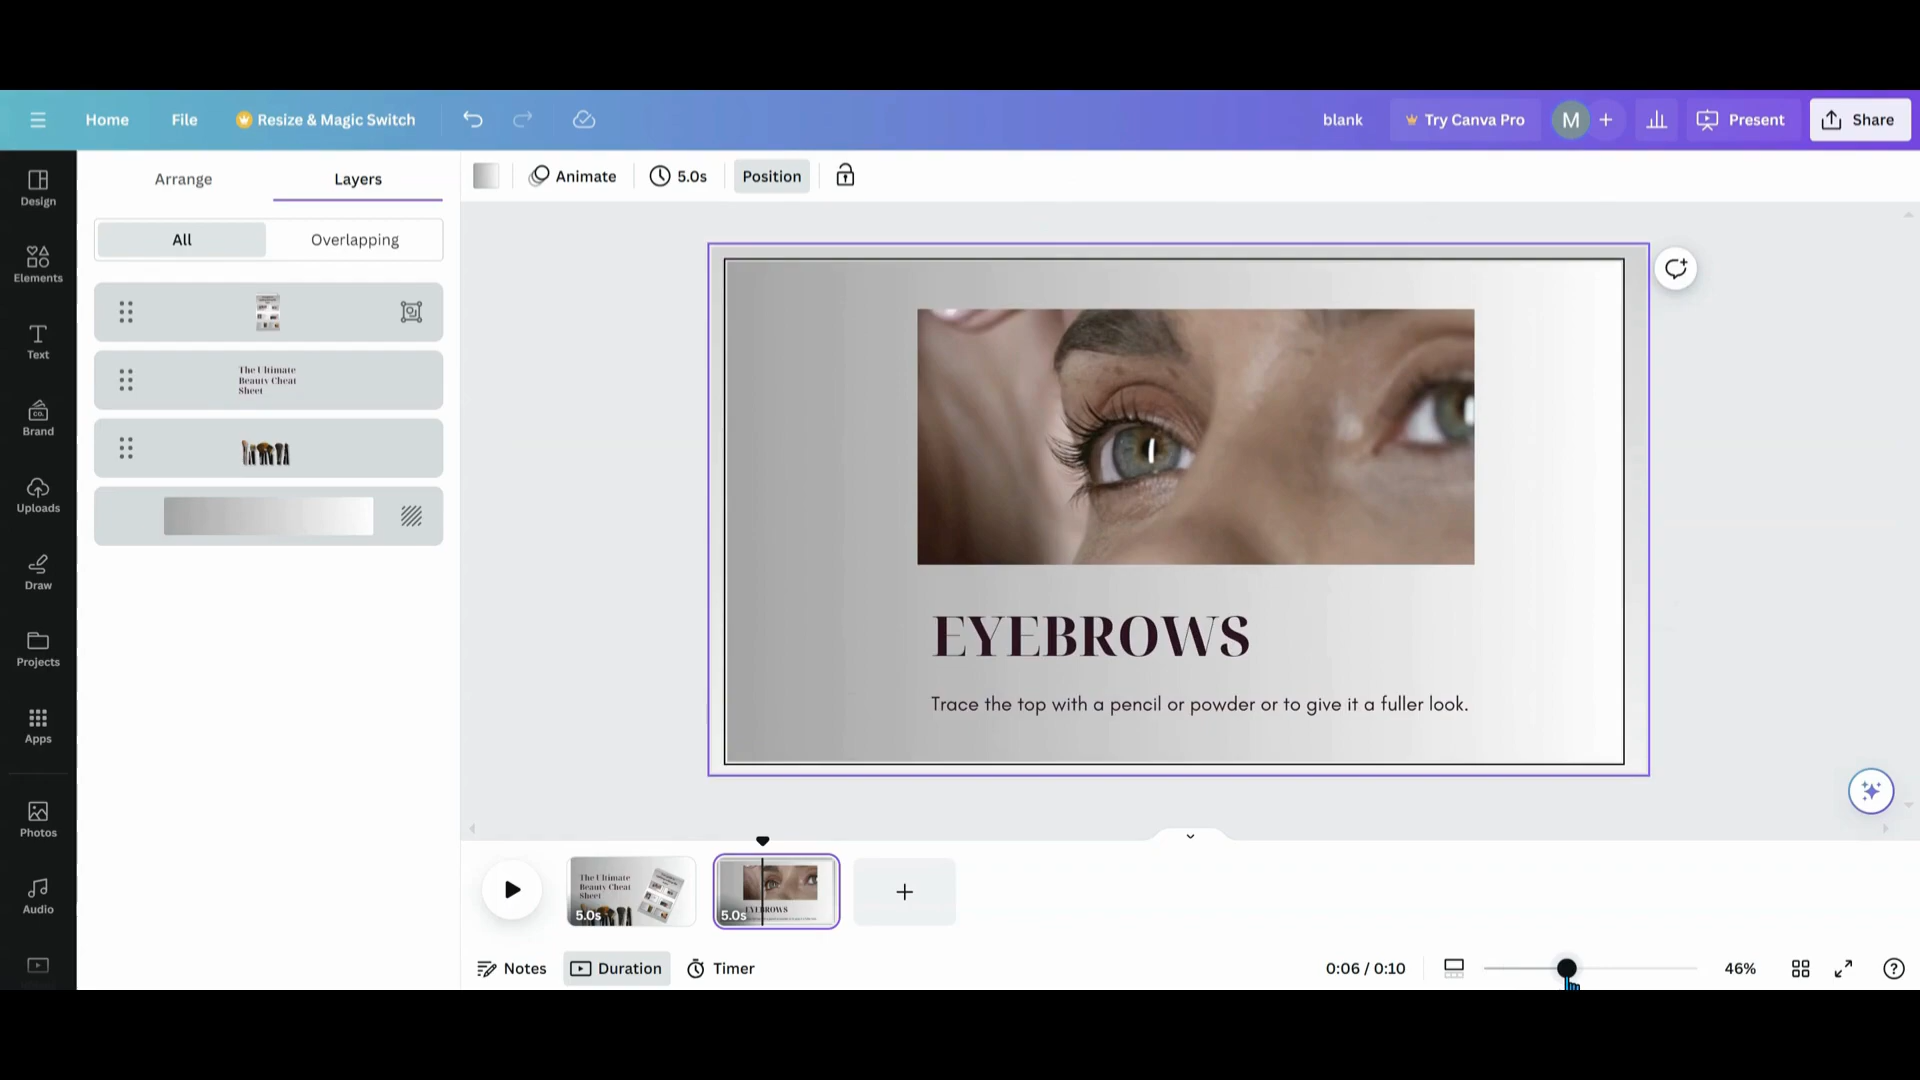 Home
File
Resize & Magic Switch
blank
Try Canva Pro
M
Present
Share
Design
Elements
Text
Brand
Uploads
Draw
Projects
Apps
Photos
Audio
Arrange
Layers
All
Overlapping
The Ultimate
Beauty Cheat
Sheet
Animate
5.0s
Position
EYEBROWS
Trace the top with a pencil or powder or to give it a fuller look.
The Ultimate
Beauty Cheat
Sheet
5.0s
5.0s
EYEBROWS
Notes
Duration
Timer
0:06 / 0:10
46%